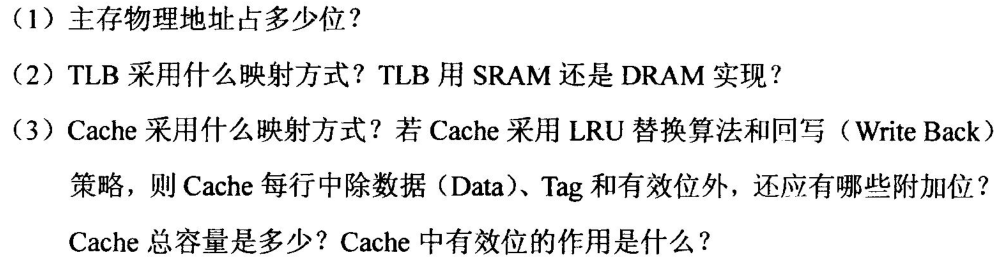 （1）主存物理地址占多少位？
（2）TLB 采用什么映射方式？TLB 用 SRAM 还是 DRAM 实现？
（3）Cache 采用什么映射方式？若 Cache 采用 LRU 替换算法和回写（Write Back）
策略，则 Cache 每行中除数据（Data）、Tag 和有效位外，还应有哪些附加位？
Cache 总容量是多少？Cache 中有效位的作用是什么？